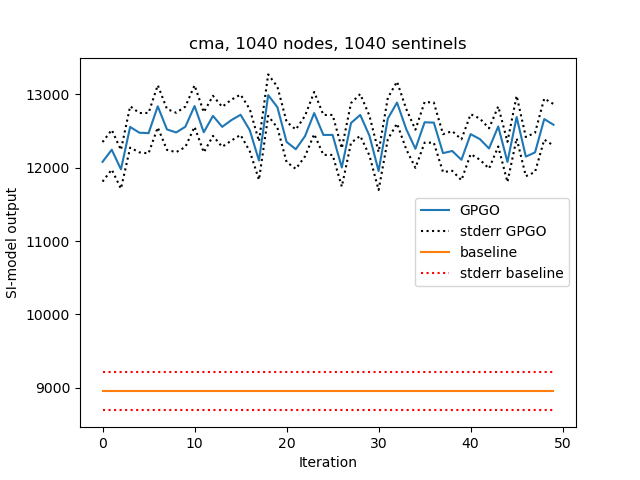 cma, 1040 nodes, 1040 sentinels
SI-model output
13000
12000
11000
10000
9000
GPGO
stderr GPGO
baseline
stderr baseline
0 10 20 30 40 50
Iteration